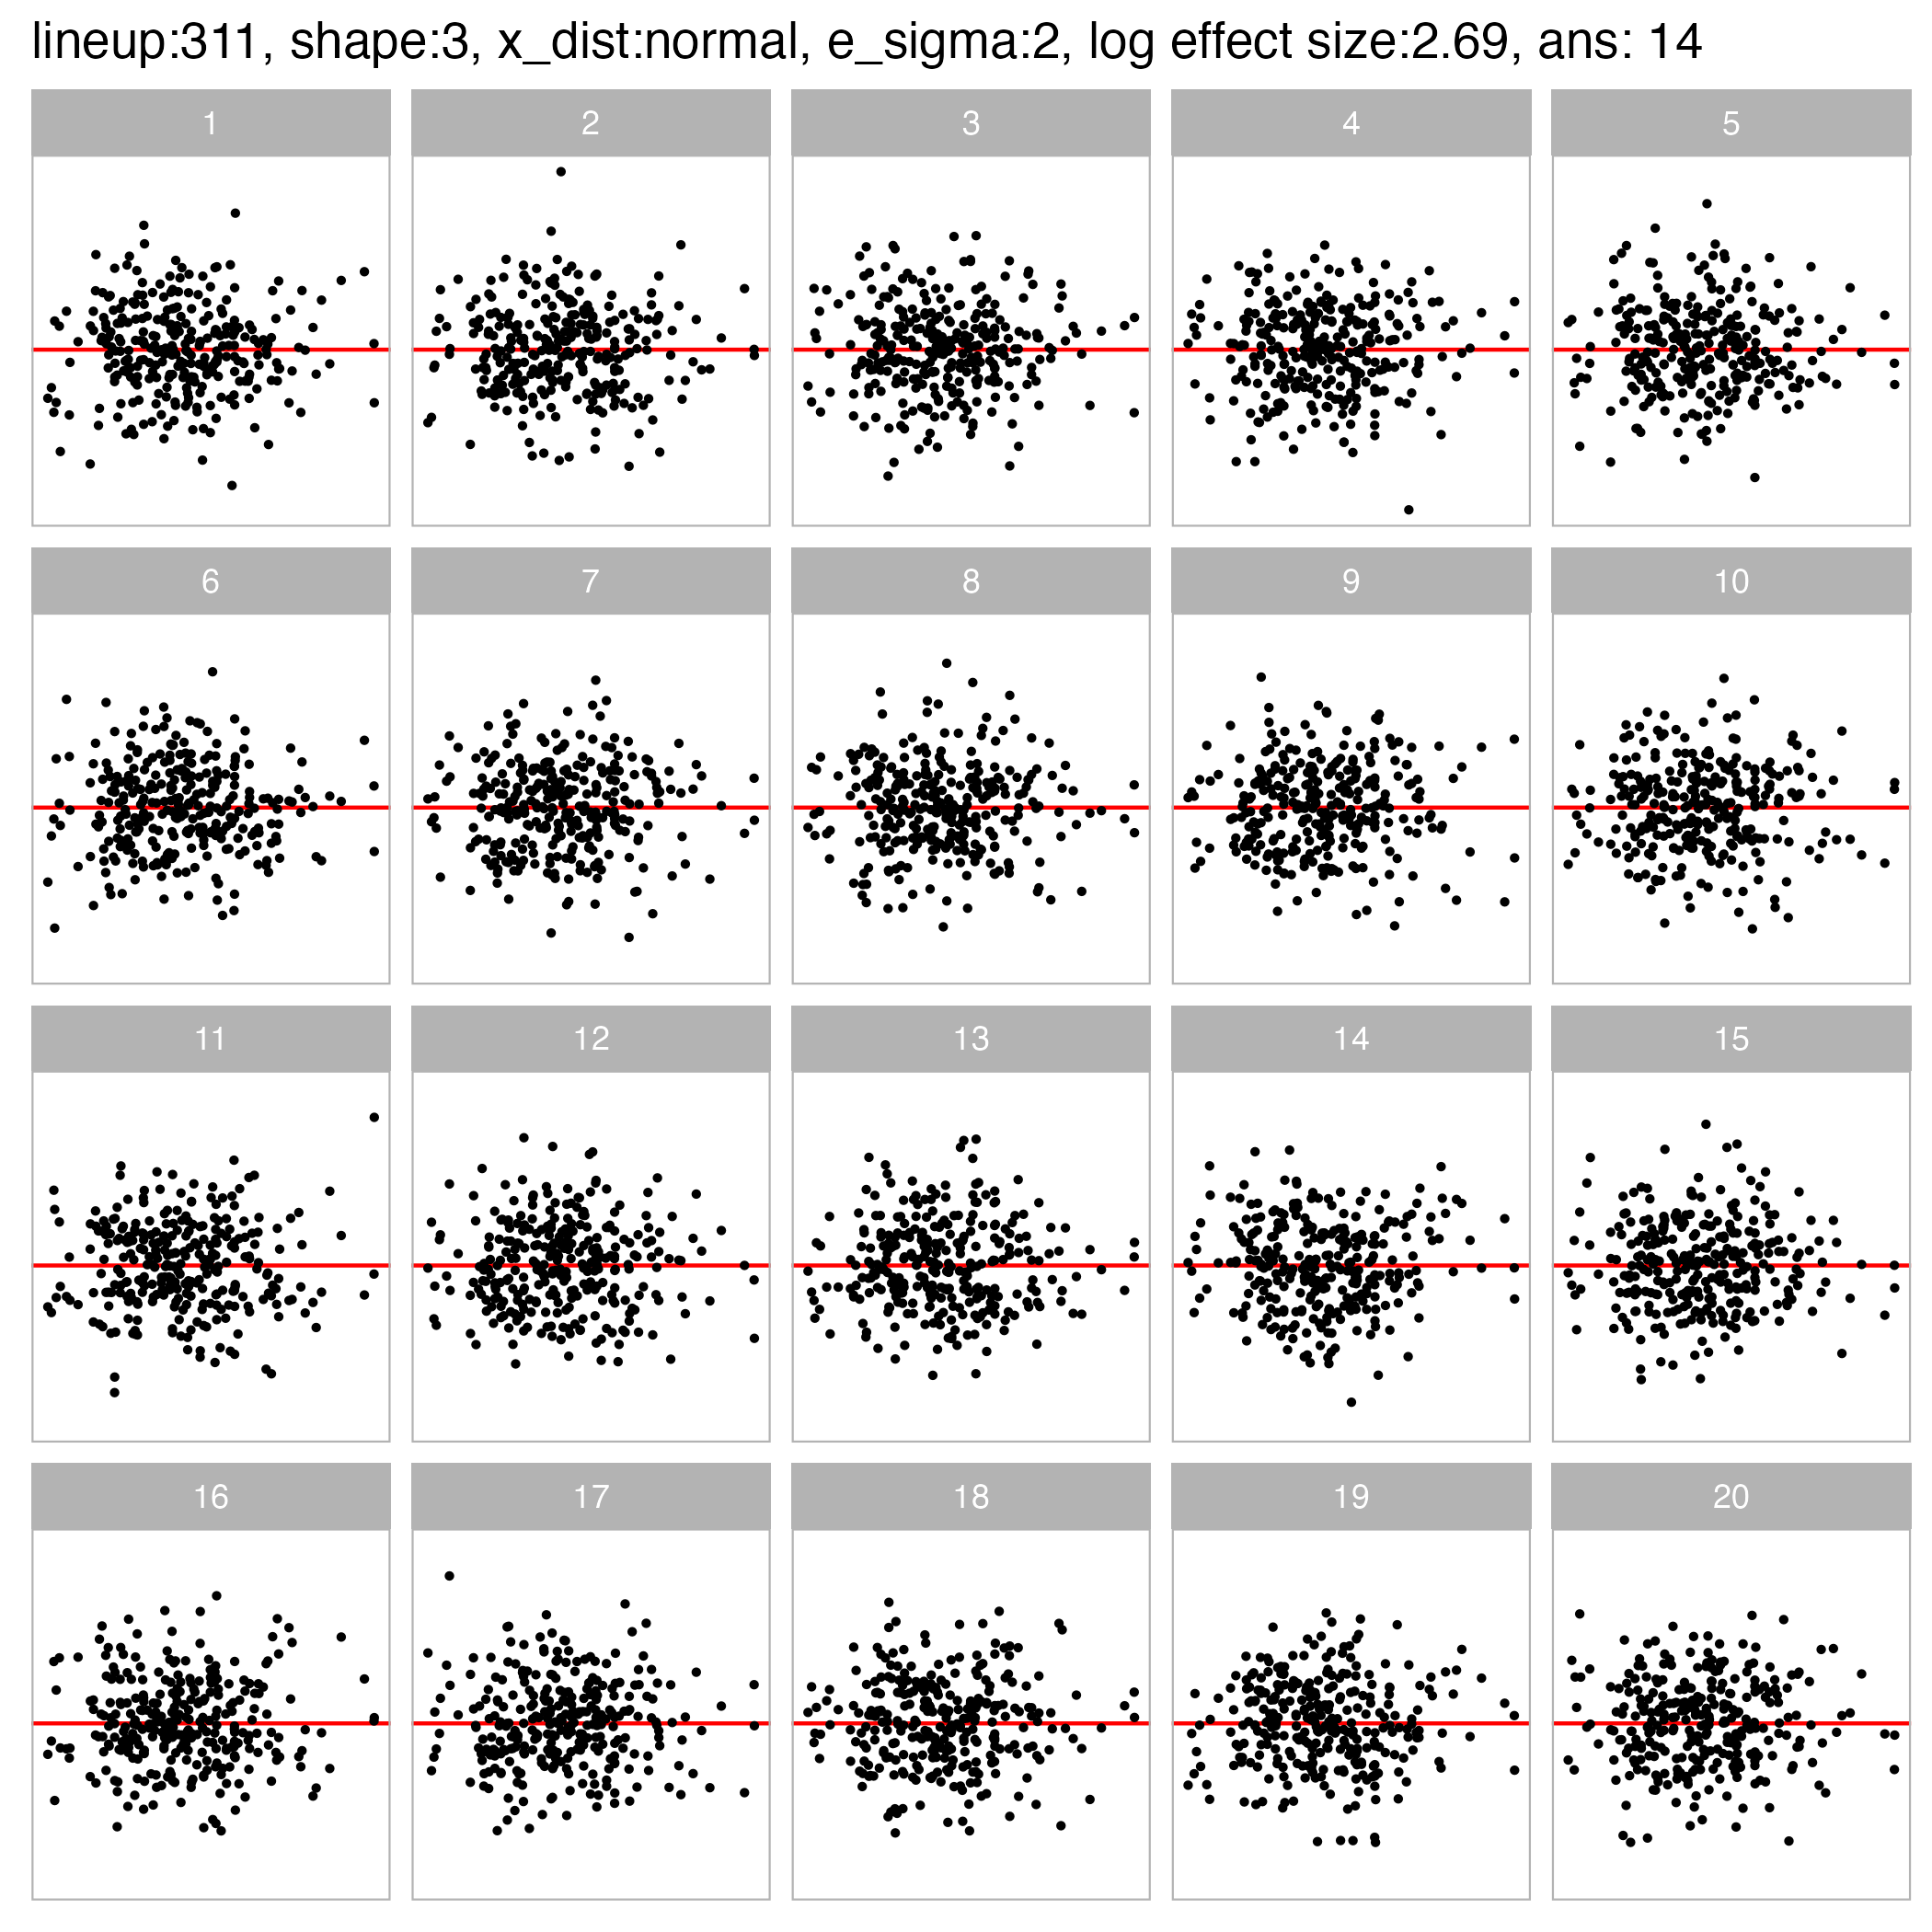 lineup:311, shape:3, x_dist:normal, e_sigma:2, log effect size:2.69, ans: 14
1 2 3 4 5
6 7 8 9 10
11 12 13 14 15
16 17 18 19 20